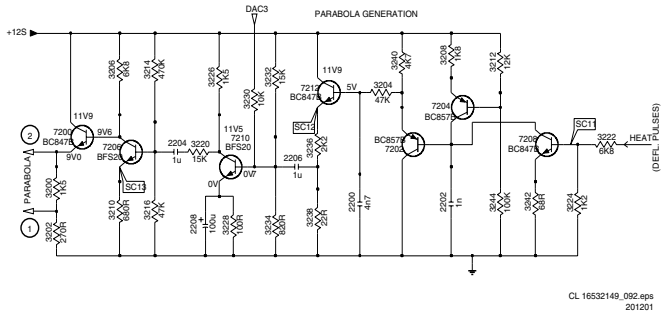 DAC3
PARABOLA GENERATION
+12S
3206
6K8
3214
470K
3226
1K5
3230
10K
3232
15K
11V9
7212
BC847B
5V
3204
47K
3240
4K7
3208
1K8
3212
12K
7204
BC857B
11V9
7200
BC847B
9V6
9V0
7206
BFS20
2204
1u
3220
15K
11V5
7210
BFS20
0V7
0V
SC12
3236
2K2
2206
1u
BC857B
7202
SC11
7208
BC847B
3222
6K8
HEAT
(DEFL. PULSES)
2
PARABOLA
1
3200
1K5
3202
270R
SC13
3210
680R
3216
47K
2208
100u
3228
100R
3234
820R
3238
22R
2200
4n7
2202
1n
3244
100K
3242
68R
3224
1K2
CL 16532149_092.eps
201201